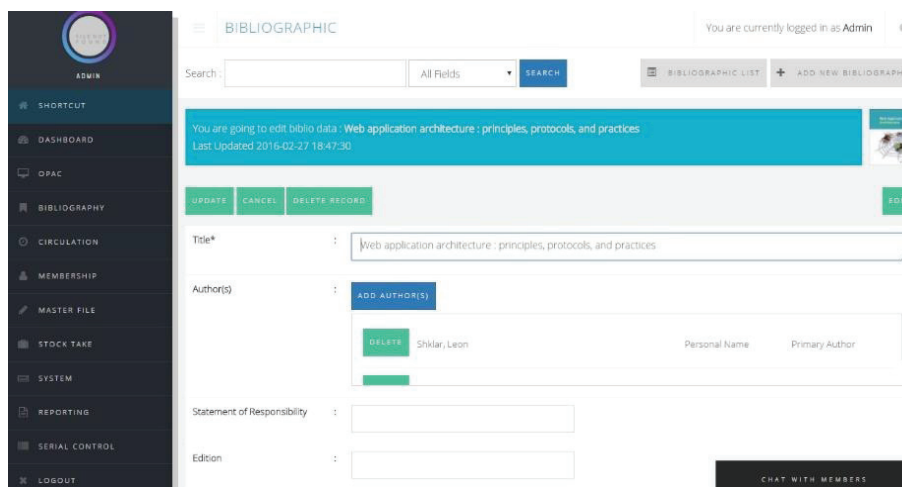 ADMIN
SHORTCUT
DASHBOARD
OPAC
BIBLIOGRAPHY
CIRCULATION
MEMBERSHIP
MASTER FILE
STOCK TAKE
SYSTEM
REPORTING
SERIAL CONTROL
LOGOUT
BIBLIOGRAPHIC
You are currently logged in as Admin
Search :
All Fields
SEARCH
BIBLIOGRAPHIC LIST
ADD NEW BIBLIOGRAPH
You are going to edit biblio data : Web application architecture : principles, protocols, and practices
Last Updated 2016-02-27 18:47:30
UPDATE CANCEL DELETE RECORD
Title* : Web application architecture : principles, protocols, and practices
Author(s) : ADD AUTHOR(S)
DELETE Shklar, Leon Personal Name Primary Author
Statement of Responsibility :
Edition :
CHAT WITH MEMBERS